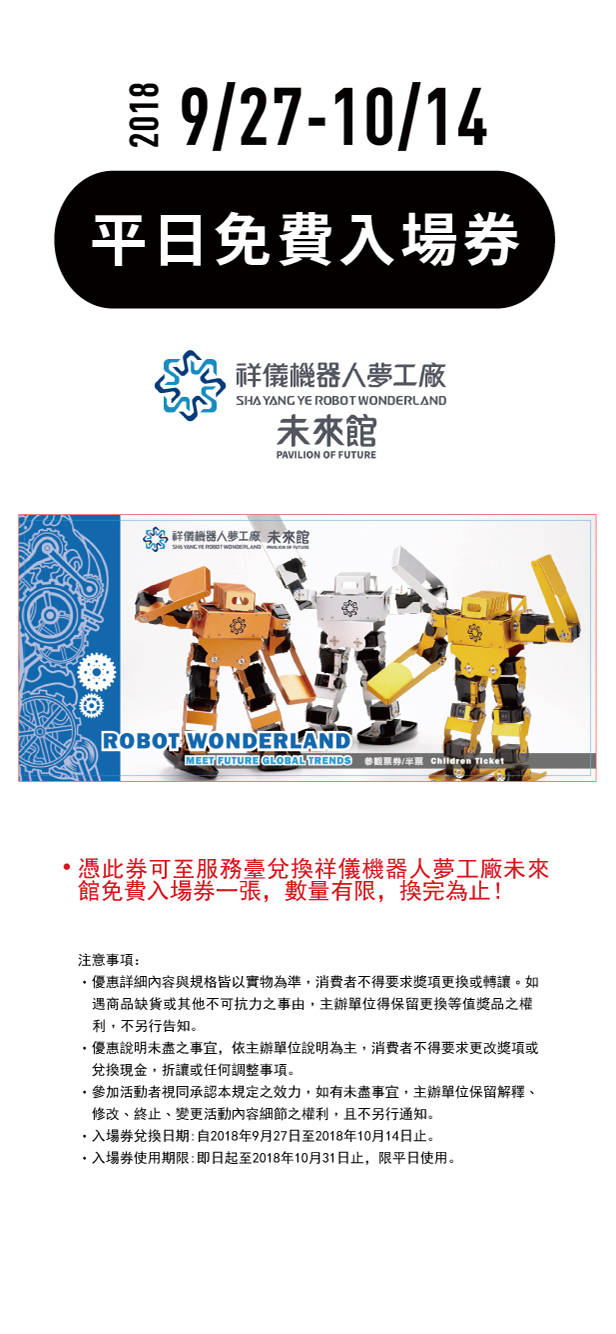 2018 9/27-10/14
平日免費入場券
祥儀機器人夢工廠
SHA YANG YE ROBOT WONDERLAND
未來館
PAVILION OF FUTURE
祥儀機器人夢工廠 未來館
SHA YANG YE ROBOT WONDERLAND PAVILION OF FUTURE
ROBOT WONDERLAND
MEET FUTURE GLOBAL TRENDS 參觀票券/半票 Children Ticket
•憑此券可至服務臺兌換祥儀機器人夢工廠未來
館免費入場券一張，數量有限，換完為止！
注意事項：
・優惠詳細內容與規格皆以實物為準，消費者不得要求獎項更換或轉讓。如
遇商品缺貨或其他不可抗力之事由，主辦單位得保留更換等值獎品之權
利，不另行告知。
・優惠說明未盡之事宜，依主辦單位說明為主，消費者不得要求更改獎項或
兌換現金，折讓或任何調整事項。
・參加活動者視同承認本規定之效力，如有未盡事宜，主辦單位保留解釋、
修改、終止、變更活動內容細節之權利，且不另行通知。
・入場券兌換日期：自2018年9月27日至2018年10月14日止。
・入場券使用期限：即日起至2018年10月31日止，限平日使用。